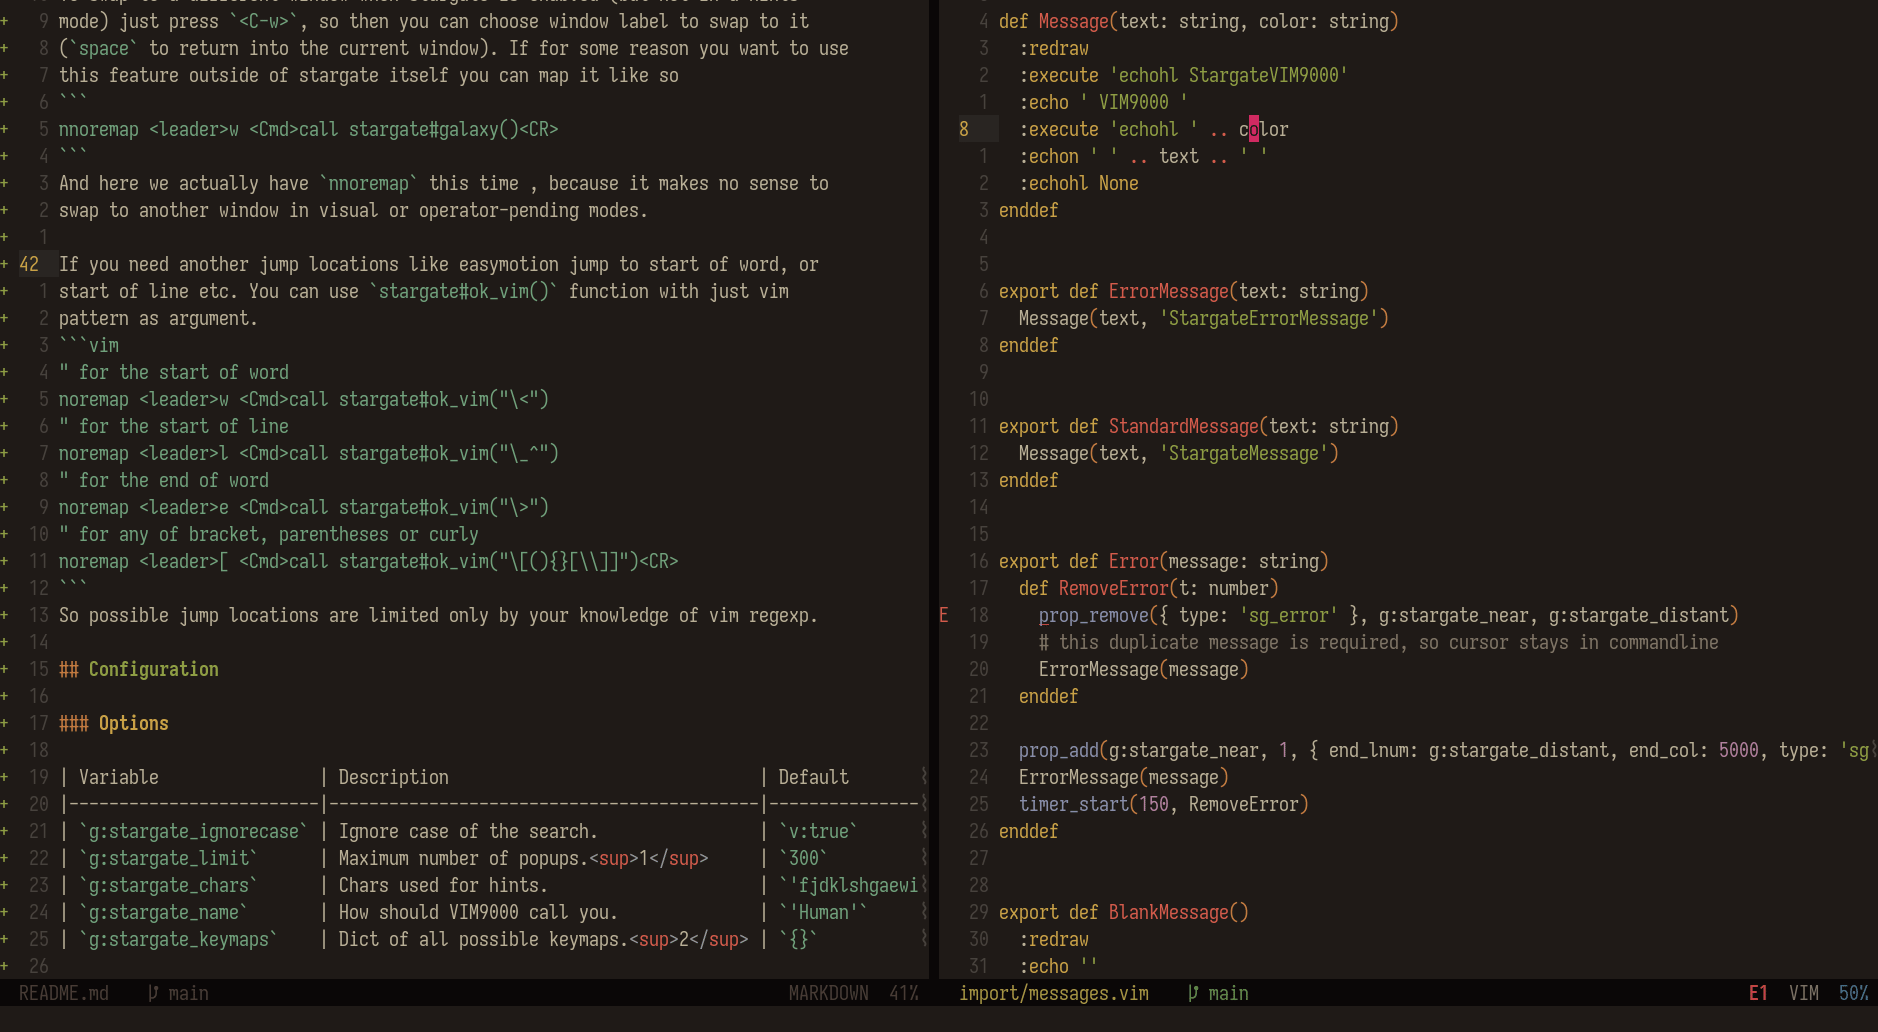 + 9 mode) just press `<C-w>`, so then you can choose window label to swap to it
+ 8 (`space` to return into the current window). If for some reason you want to use
+ 7 this feature outside of stargate itself you can map it like so
+ 6 ```
+ 5 nnoremap <leader>w <Cmd>call stargate#galaxy()<CR>
+ 4 ```
+ 3 And here we actually have `nnoremap` this time , because it makes no sense to
+ 2 swap to another window in visual or operator-pending modes.
+ 1
+ 42 If you need another jump locations like easymotion jump to start of word, or
+ 1 start of line etc. You can use `stargate#ok_vim()` function with just vim
+ 2 pattern as argument.
+ 3 ```vim
+ 4 " for the start of word
+ 5 noremap <leader>w <Cmd>call stargate#ok_vim("\<")
+ 6 " for the start of line
+ 7 noremap <leader>l <Cmd>call stargate#ok_vim("\_^")
+ 8 " for the end of word
+ 9 noremap <leader>e <Cmd>call stargate#ok_vim("\>")
+ 10 " for any of bracket, parentheses or curly
+ 11 noremap <leader>[ <Cmd>call stargate#ok_vim("\[(){}[\\]]")<CR>
+ 12 ```
+ 13 So possible jump locations are limited only by your knowledge of vim regexp.
+ 14
+ 15 ## Configuration
+ 16
+ 17 ### Options
+ 18
+ 19 | Variable | Description | Default
+ 20 |-------------------------|-------------------------------------------|---------------
+ 21 | `g:stargate_ignorecase` | Ignore case of the search. | `v:true`
+ 22 | `g:stargate_limit` | Maximum number of popups.<sup>1</sup> | `300`
+ 23 | `g:stargate_chars` | Chars used for hints. | `'fjdklshgaewi
+ 24 | `g:stargate_name` | How should VIM9000 call you. | `'Human'`
+ 25 | `g:stargate_keymaps` | Dict of all possible keymaps.<sup>2</sup> | `{}`
+ 26
README.md main MARKDOWN 41%
4 def Message(text: string, color: string)
3 :redraw
2 :execute 'echohl StargateVIM9000'
1 :echo ' VIM9000 '
8 :execute 'echohl ' .. color
1 :echon ' ' .. text .. ' '
2 :echohl None
3 enddef
4
5
6 export def ErrorMessage(text: string)
7 Message(text, 'StargateErrorMessage')
8 enddef
9
10
11 export def StandardMessage(text: string)
12 Message(text, 'StargateMessage')
13 enddef
14
15
16 export def Error(message: string)
17 def RemoveError(t: number)
E 18 prop_remove({ type: 'sg_error' }, g:stargate_near, g:stargate_distant)
19 # this duplicate message is required, so cursor stays in commandline
20 ErrorMessage(message)
21 enddef
22
23 prop_add(g:stargate_near, 1, { end_lnum: g:stargate_distant, end_col: 5000, type: 'sg
24 ErrorMessage(message)
25 timer_start(150, RemoveError)
26 enddef
27
28
29 export def BlankMessage()
30 :redraw
31 :echo ''
import/messages.vim main E1 VIM 50%